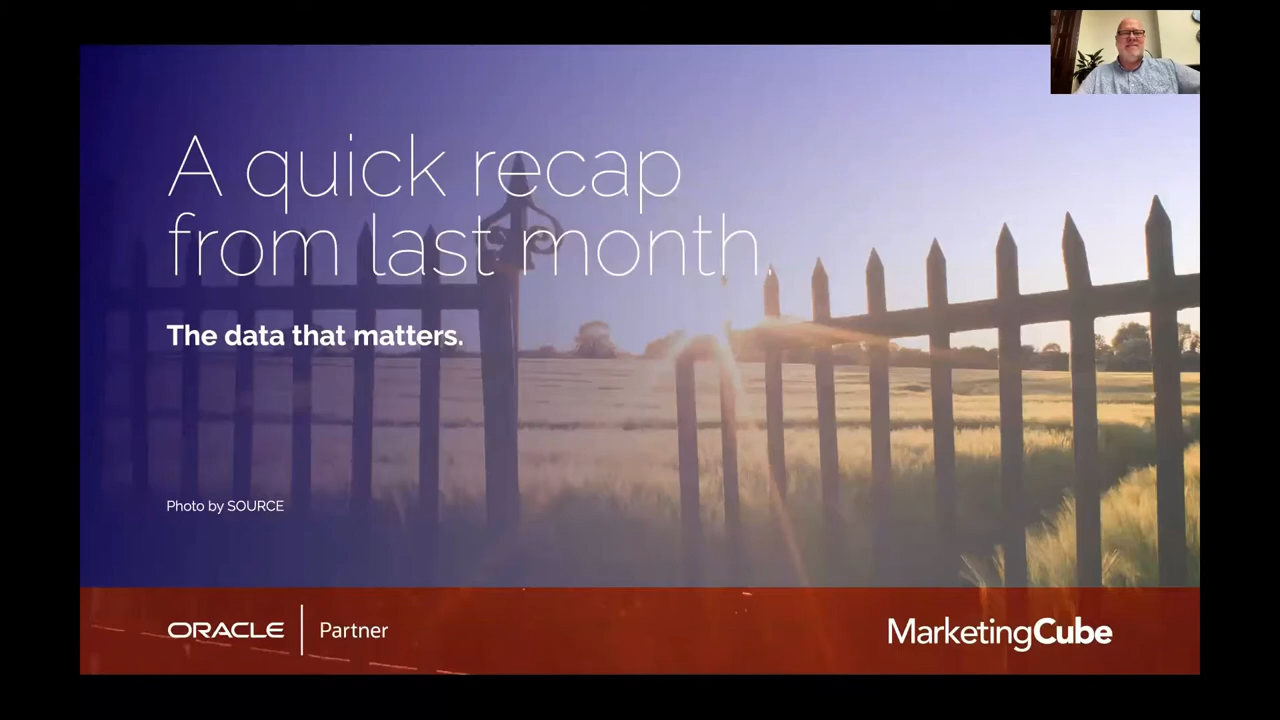 A quick recap
from last month.
The data that matters.
Photo by SOURCE
ORACLE | Partner
MarketingCube